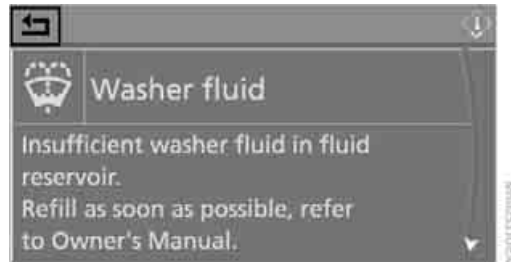 Washer fluid
Insufficient washer fluid in fluid
reservoir.
Refill as soon as possible, refer
to Owner's Manual.